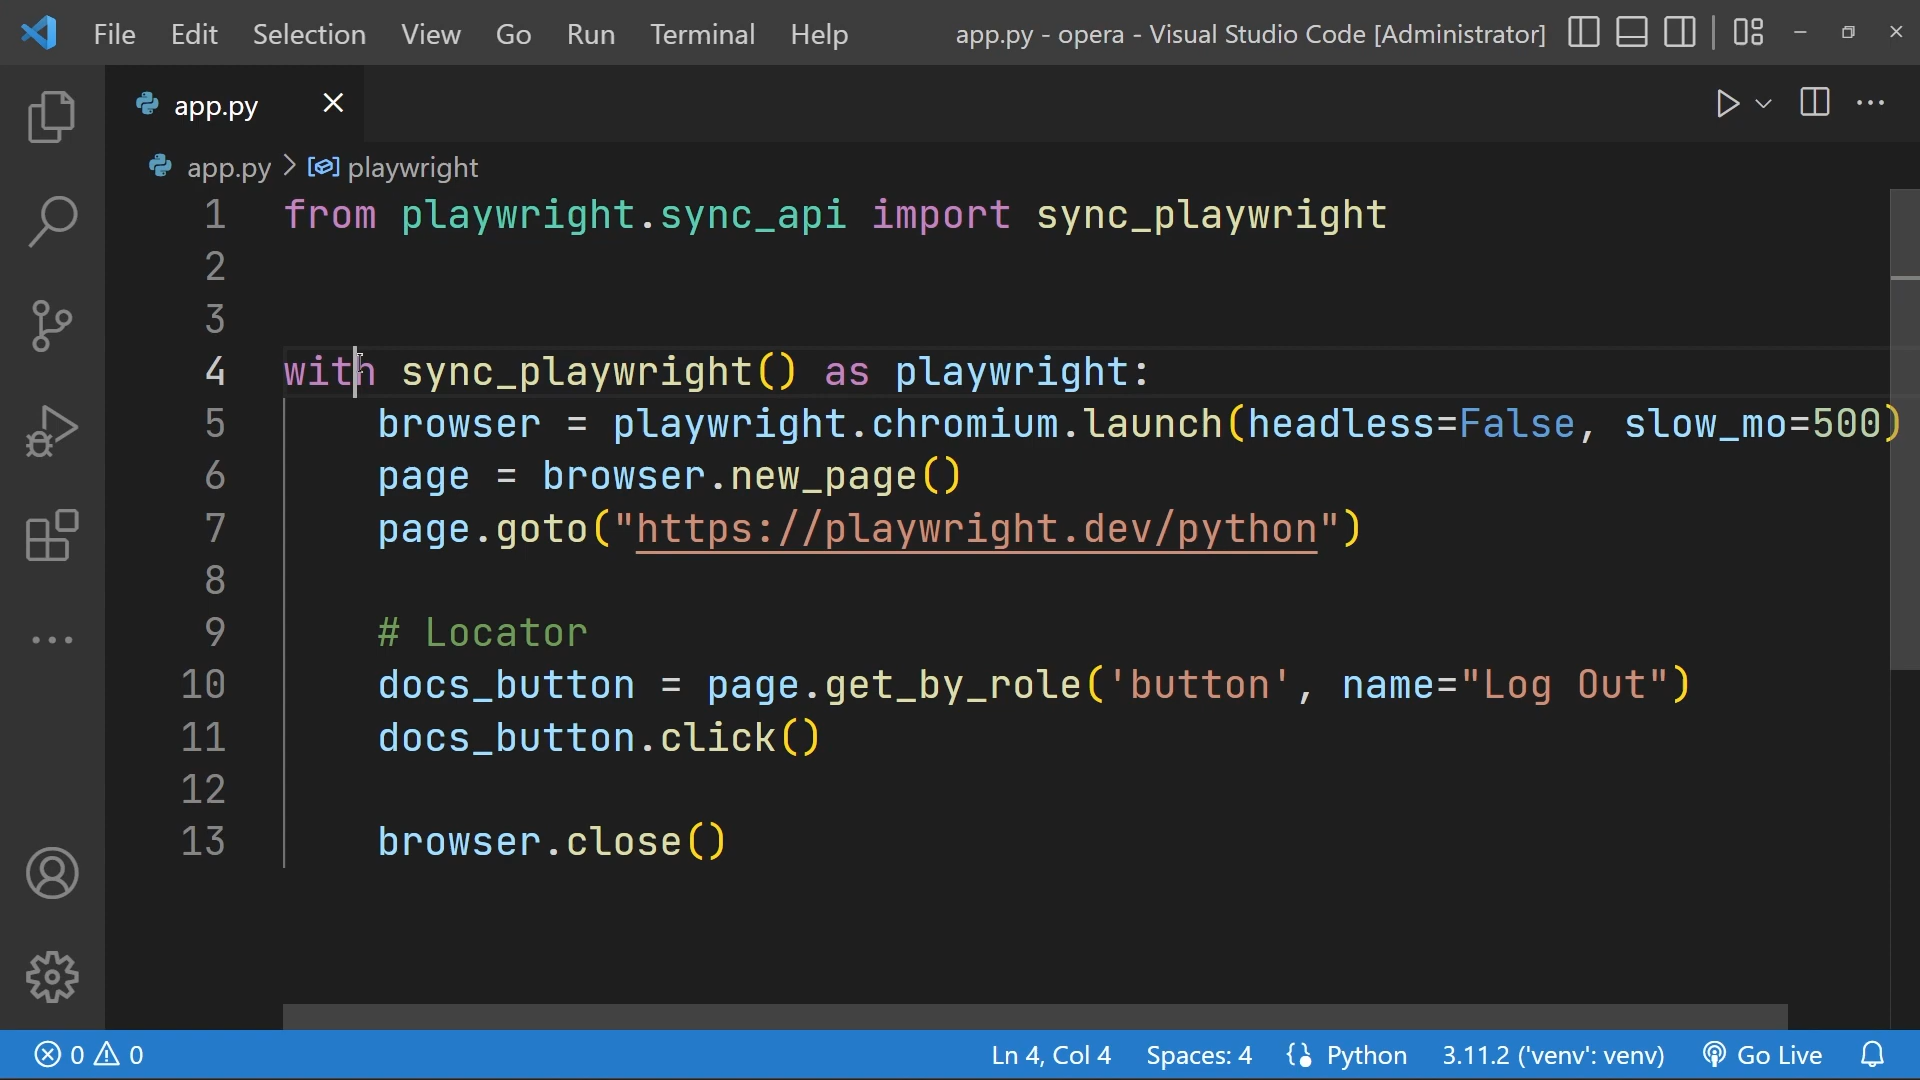 File Edit Selection View Go Run Terminal Help app.py - opera - Visual Studio Code [Administrator]
app.py
app.py > playwright
1 from playwright.sync_api import sync_playwright
2
3
4 with sync_playwright() as playwright:
5     browser = playwright.chromium.launch(headless=False, slow_mo=500)
6     page = browser.new_page()
7     page.goto("https://playwright.dev/python")
8
9     # Locator
10     docs_button = page.get_by_role('button', name="Log Out")
11     docs_button.click()
12
13     browser.close()
0 0 Ln 4, Col 4 Spaces: 4 Python 3.11.2 ('venv': venv) Go Live